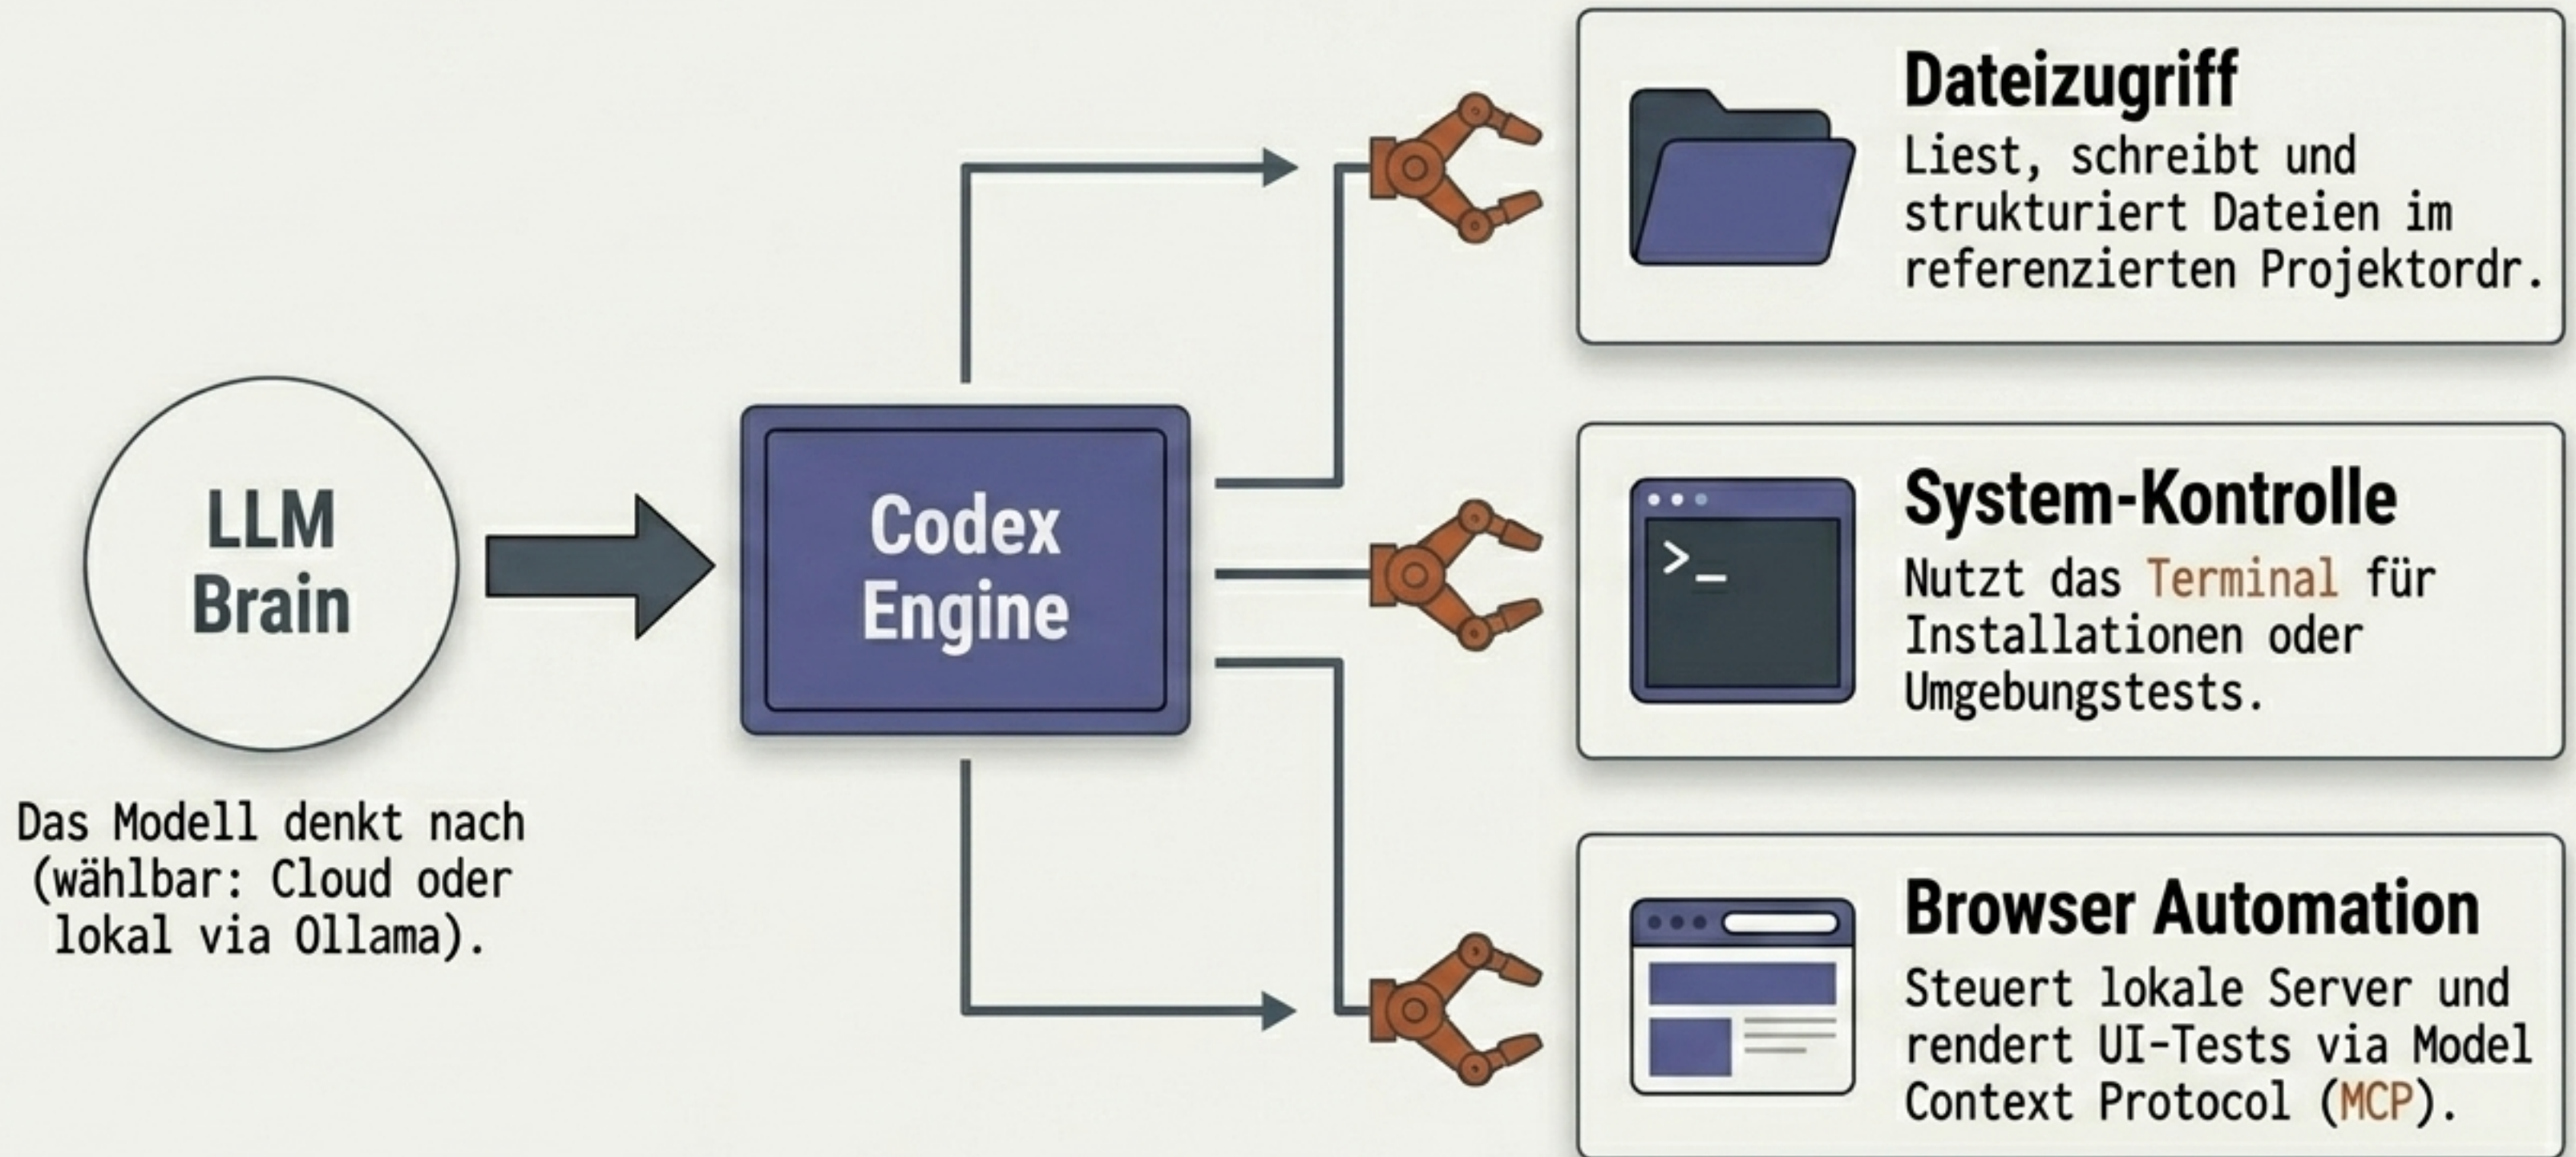 LLM
Brain
Das Modell denkt nach
(wählbar: Cloud oder
lokal via Ollama).
Codex
Engine
Dateizugriff
Liest, schreibt und
strukturiert Dateien im
referenzierten Projektordr.
>_
System-Kontrolle
Nutzt das Terminal für
Installationen oder
Umgebungstests.
Browser Automation
Steuert lokale Server und
rendert UI-Tests via Model
Context Protocol (MCP).